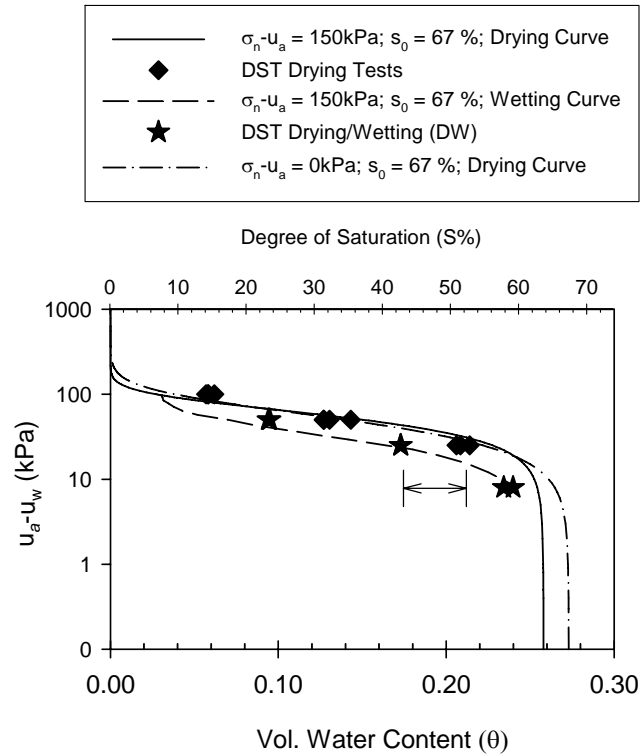 σn-ua = 150kPa; s0 = 67 %; Drying Curve
DST Drying Tests
σn-ua = 150kPa; s0 = 67 %; Wetting Curve
DST Drying/Wetting (DW)
σn-ua = 0kPa; s0 = 67 %; Drying Curve
Degree of Saturation (S%)
0 10 20 30 40 50 60 70
1000
100
10
1
0
ua-uw (kPa)
0.00 0.10 0.20 0.30
Vol. Water Content (θ)